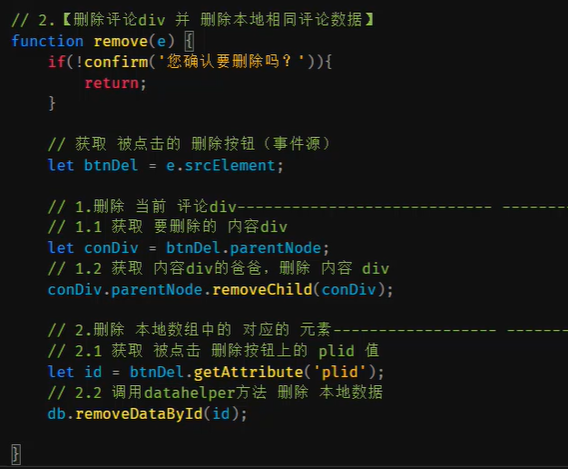 // 2.【删除评论div 并 删除本地相同评论数据】
function remove(e) {
if(!confirm('您确认要删除吗？')){
return;
}
// 获取 被点击的 删除按钮（事件源）
let btnDel = e.srcElement;
// 1.删除 当前 评论div---------------------------- -------
// 1.1 获取 要删除的 内容div
let conDiv = btnDel.parentNode;
// 1.2 获取 内容div的爸爸，删除 内容 div
conDiv.parentNode.removeChild(conDiv);
// 2.删除 本地数组中的 对应的 元素------------------ -------
// 2.1 获取 被点击 删除按钮上的 plid 值
let id = btnDel.getAttribute('plid');
// 2.2 调用datahelper方法 删除 本地数据
db.removeDataById(id);
}